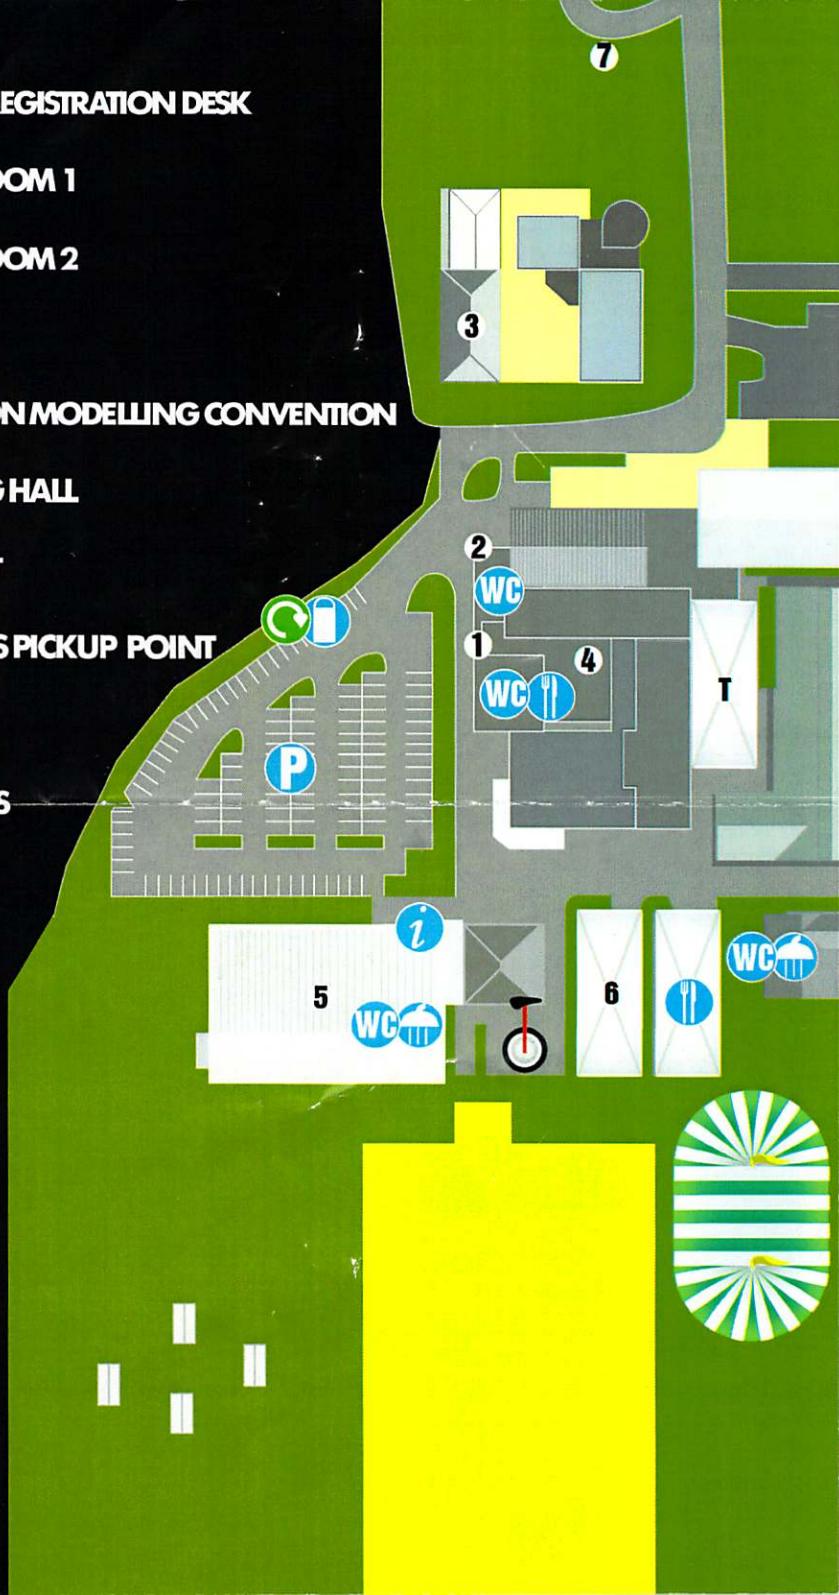 EGISTRATION DESK
OOM 1
OOM 2
ON MODELLING CONVENTION
G HALL
S PICKUP POINT
S
7
3
2
WC
1
4
WC
T
P
i
5
WC
6
WC